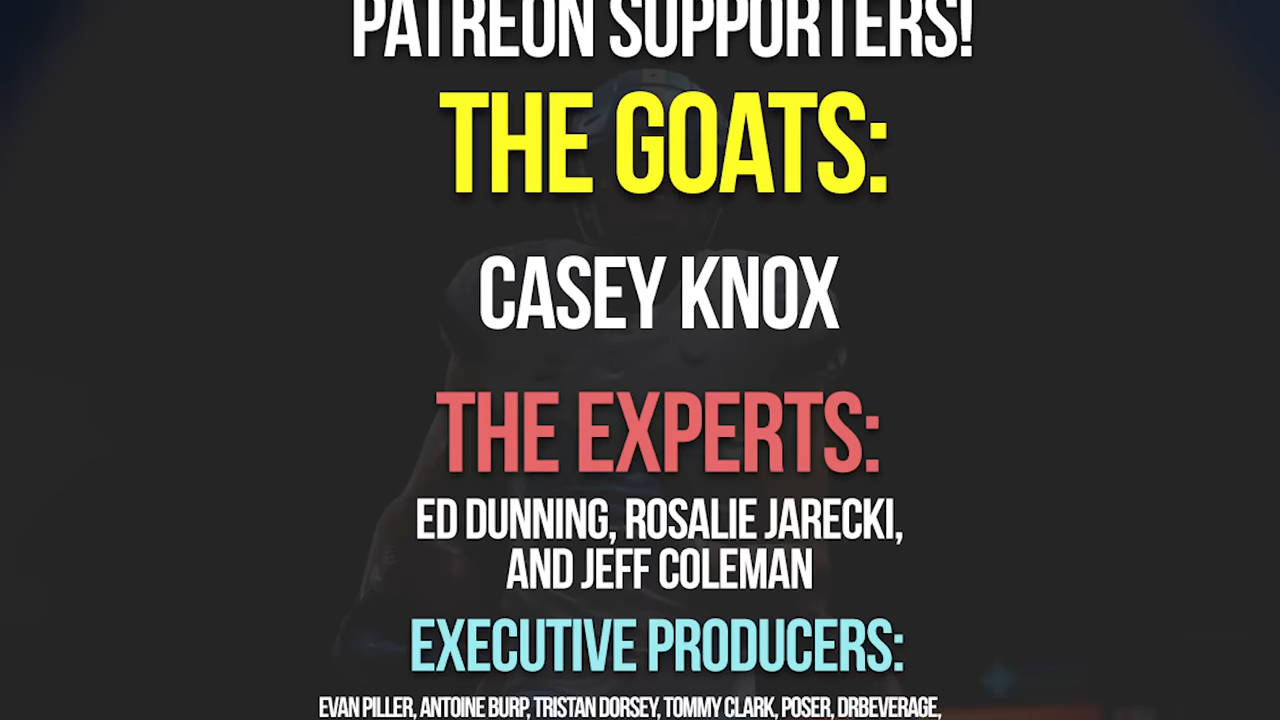 PATREON SUPPORTERS!
THE GOATS:
CASEY KNOX
THE EXPERTS:
ED DUNNING, ROSALIE JARECKI,
AND JEFF COLEMAN
EXECUTIVE PRODUCERS:
EVAN PILLER, ANTOINE BURP, TRISTAN DORSEY, TOMMY CLARK, POSER, DRBEVERAGE,